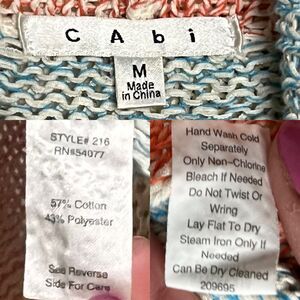 CAbi
M
Made
in China
STYLE# 216
RN#54077
57% Cotton
43% Polyester
See Reverse
Side For Care
Hand Wash Cold
Separately
Only Non-Chlorine
Bleach If Needed
Do Not Twist Or
Wring
Lay Flat To Dry
Steam Iron Only If
Needed
Can Be Dry Cleaned
209695